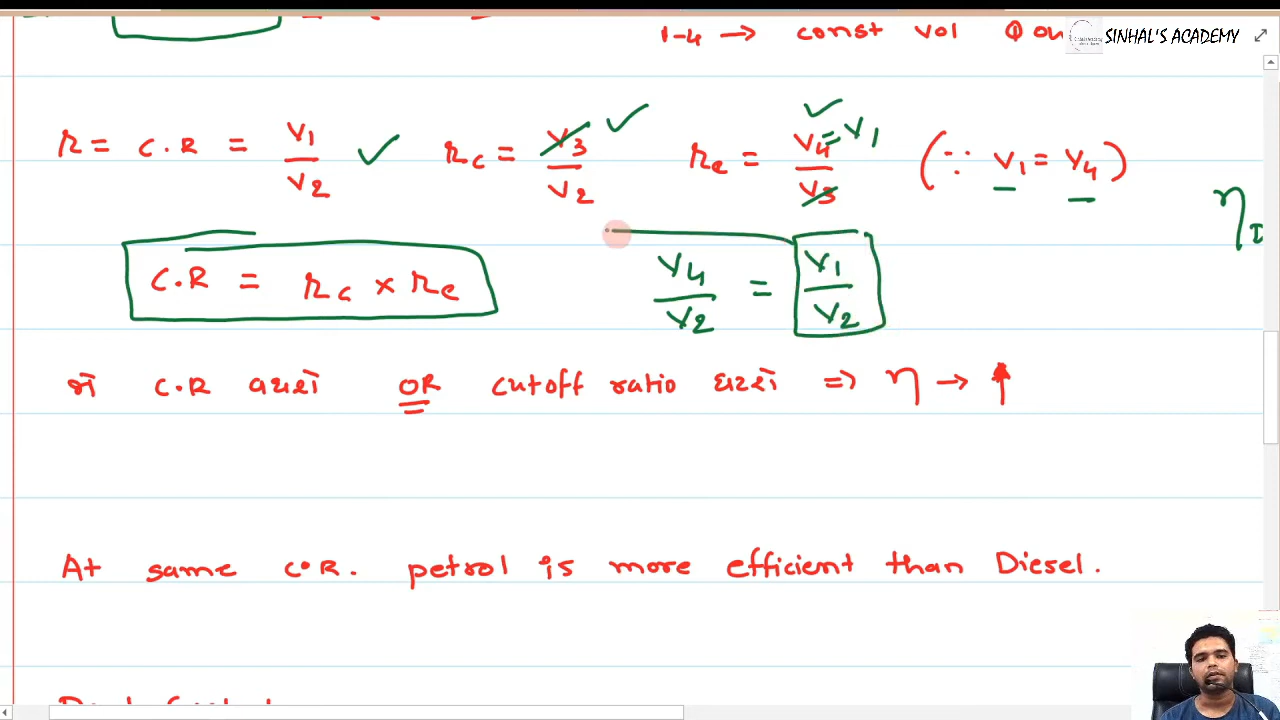 1-4 → const vol Q ou
SINHAL'S ACADEMY
r = C.R = V1/V2 ✓ rc = V3/V2 ✓ re = V4/V3 = V1 ✓ (∵ V1 = V4)
η
C.R = rc × re V4/V2 = V1/V2
C.R OR cutoff ratio ⇒ η → ↑
At same C.R. petrol is more efficient than Diesel.